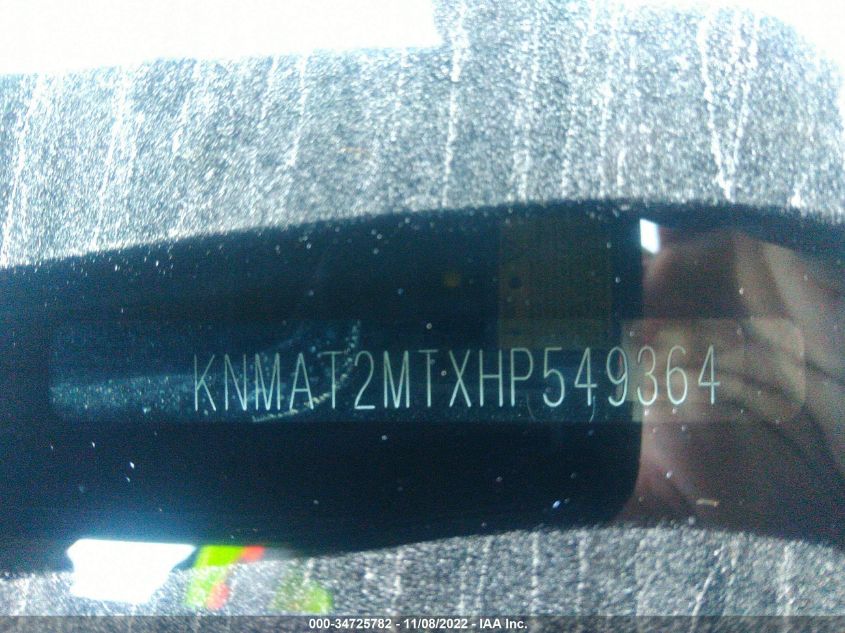 KNMAT2MTXHP549364
000-34725782 - 11/08/2022 - IAA Inc.